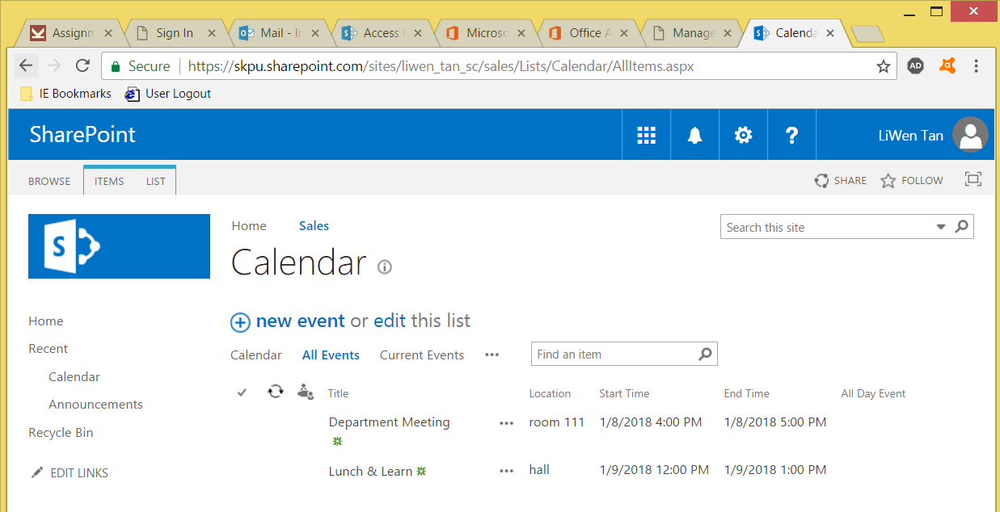 Assignm Sign In Mail - li Access Microsc Office A Manage Calenda
Secure https://skpu.sharepoint.com/sites/liwen_tan_sc/sales/Lists/Calendar/AllItems.aspx ABP
IE Bookmarks User Logout
SharePoint ? LiWen Tan
BROWSE ITEMS LIST SHARE FOLLOW
S
Home Sales Search this site
Calendar
Home
Recent
Calendar
Announcements
Recycle Bin
EDIT LINKS
new event or edit this list
Calendar All Events Current Events ••• Find an item
Title Location Start Time End Time All Day Event
Department Meeting ••• room 111 1/8/2018 4:00 PM 1/8/2018 5:00 PM
Lunch & Learn ••• hall 1/9/2018 12:00 PM 1/9/2018 1:00 PM